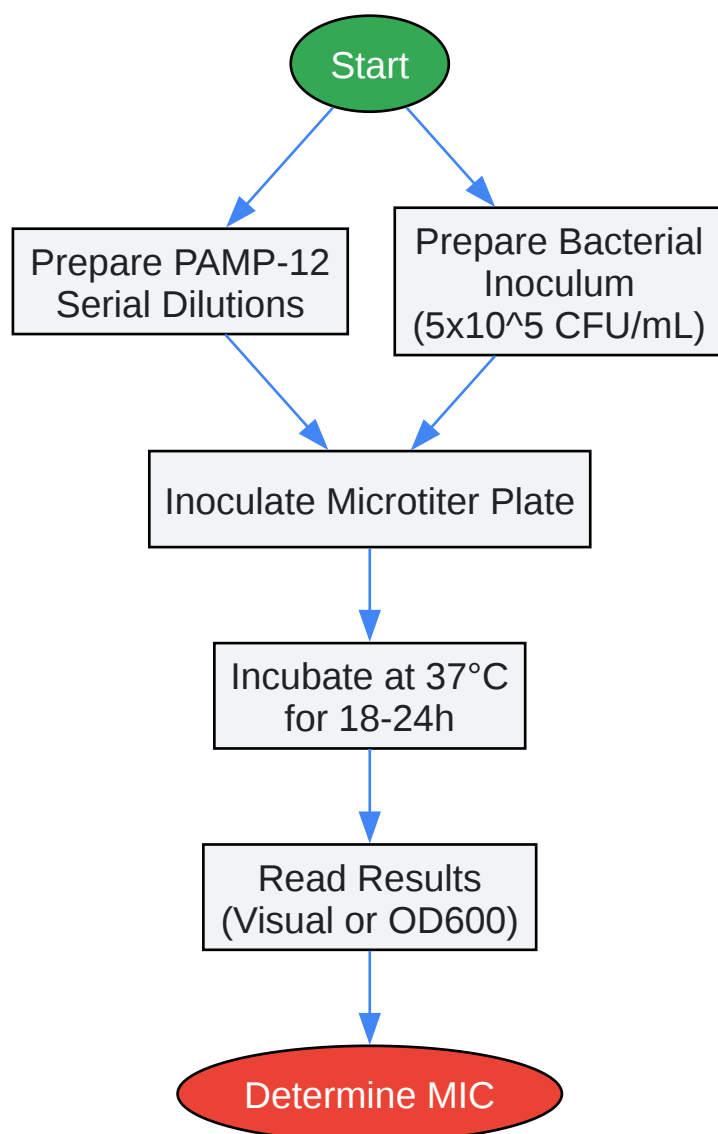 Start
Prepare PAMP-12
Serial Dilutions
Prepare Bacterial
Inoculum
(5x10^5 CFU/mL)
Inoculate Microtiter Plate
Incubate at 37°C
for 18-24h
Read Results
(Visual or OD600)
Determine MIC